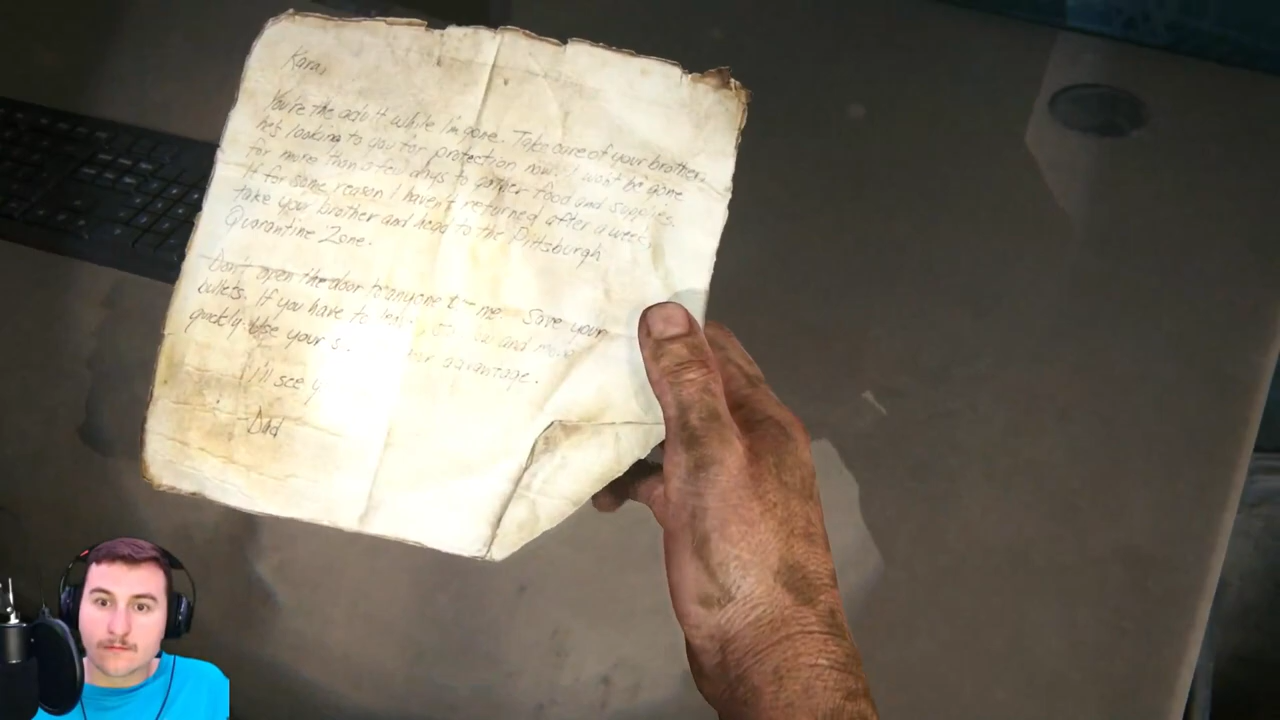 Kara,
You're the adult while I'm gone. Take care of your brother,
he's looking to you for protection now. I won't be gone
for more than a few days to gather food and supplies.
If for some reason I haven't returned after a week,
take your brother and head to the Pittsburgh
Quarantine Zone.
Don't open the door to anyone me. Save your
bullets. If you have to and move
quickly. Use your advantage.
I'll see
-Dad